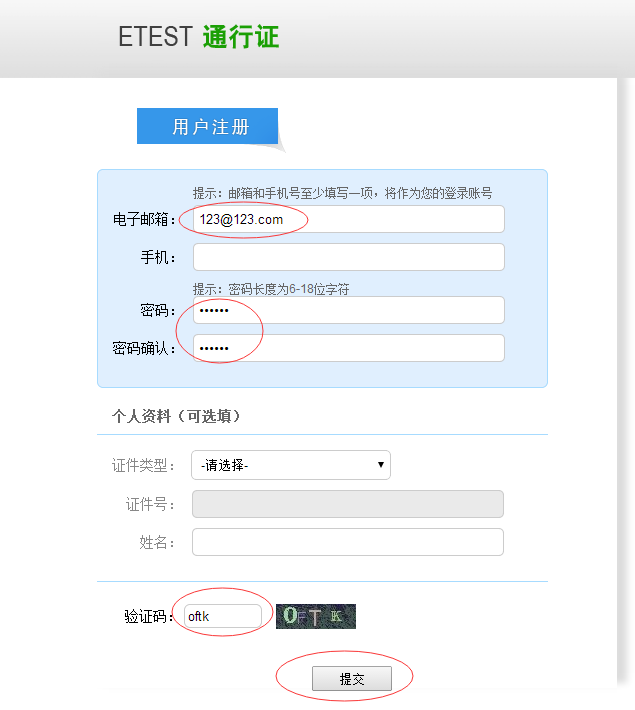 ETEST 通行证
用户注册
提示：邮箱和手机号至少填写一项，将作为您的登录账号
电子邮箱： 123@123.com
手机：
提示：密码长度为6-18位字符
密码： ••••••
密码确认： ••••••
个人资料（可选填）
证件类型： -请选择-
证件号：
姓名：
验证码： oftk OFTK
提交